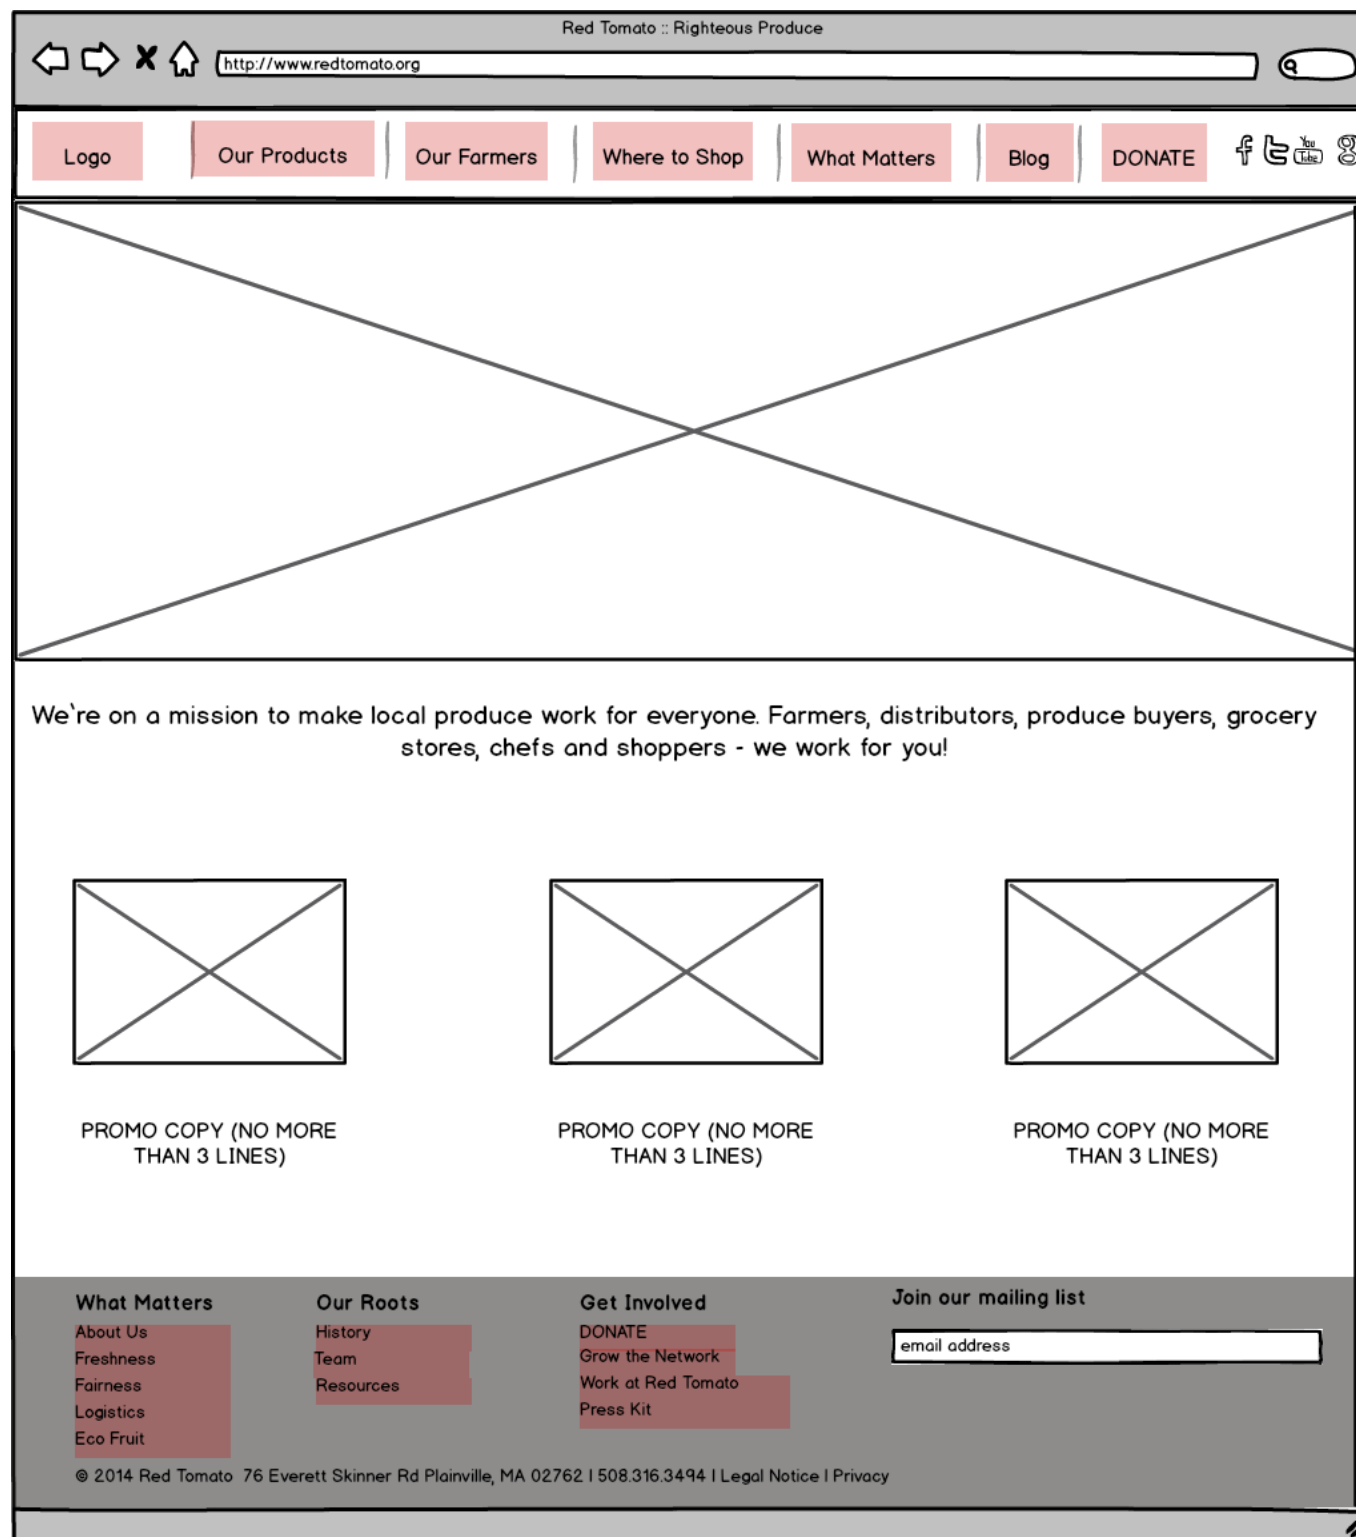 Red Tomato :: Righteous Produce
http://www.redtomato.org
Logo
Our Products
Our Farmers
Where to Shop
What Matters
Blog
DONATE
You
Tube
We`re on a mission to make local produce work for everyone. Farmers, distributors, produce buyers, grocery
stores, chefs and shoppers - we work for you!
PROMO COPY (NO MORE
THAN 3 LINES)
PROMO COPY (NO MORE
THAN 3 LINES)
PROMO COPY (NO MORE
THAN 3 LINES)
What Matters
About Us
Freshness
Fairness
Logistics
Eco Fruit
Our Roots
History
Team
Resources
Get Involved
DONATE
Grow the Network
Work at Red Tomato
Press Kit
Join our mailing list
email address
© 2014 Red Tomato  76 Everett Skinner Rd Plainville, MA 02762 | 508.316.3494 | Legal Notice | Privacy